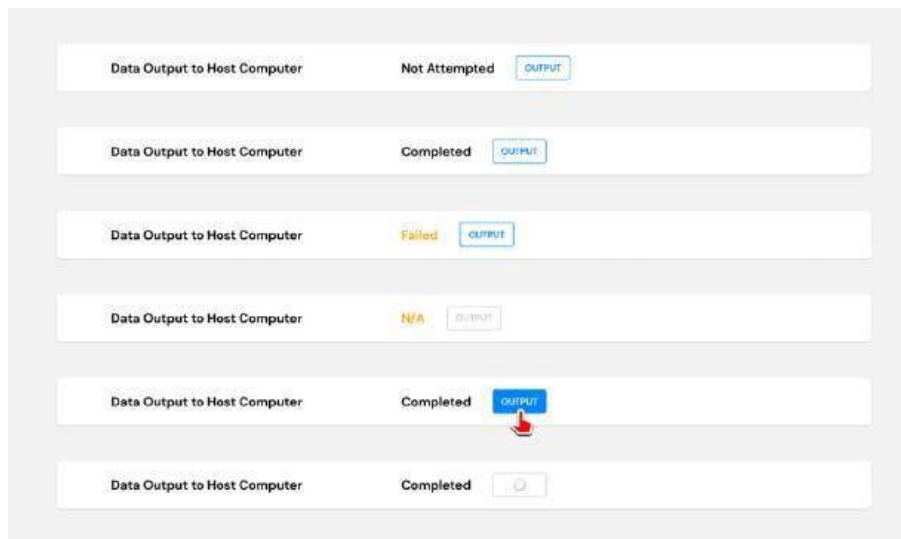 Data Output to Host Computer Not Attempted OUTPUT
Data Output to Host Computer Completed OUTPUT
Data Output to Host Computer Failed OUTPUT
Data Output to Host Computer N/A OUTPUT
Data Output to Host Computer Completed OUTPUT
Data Output to Host Computer Completed